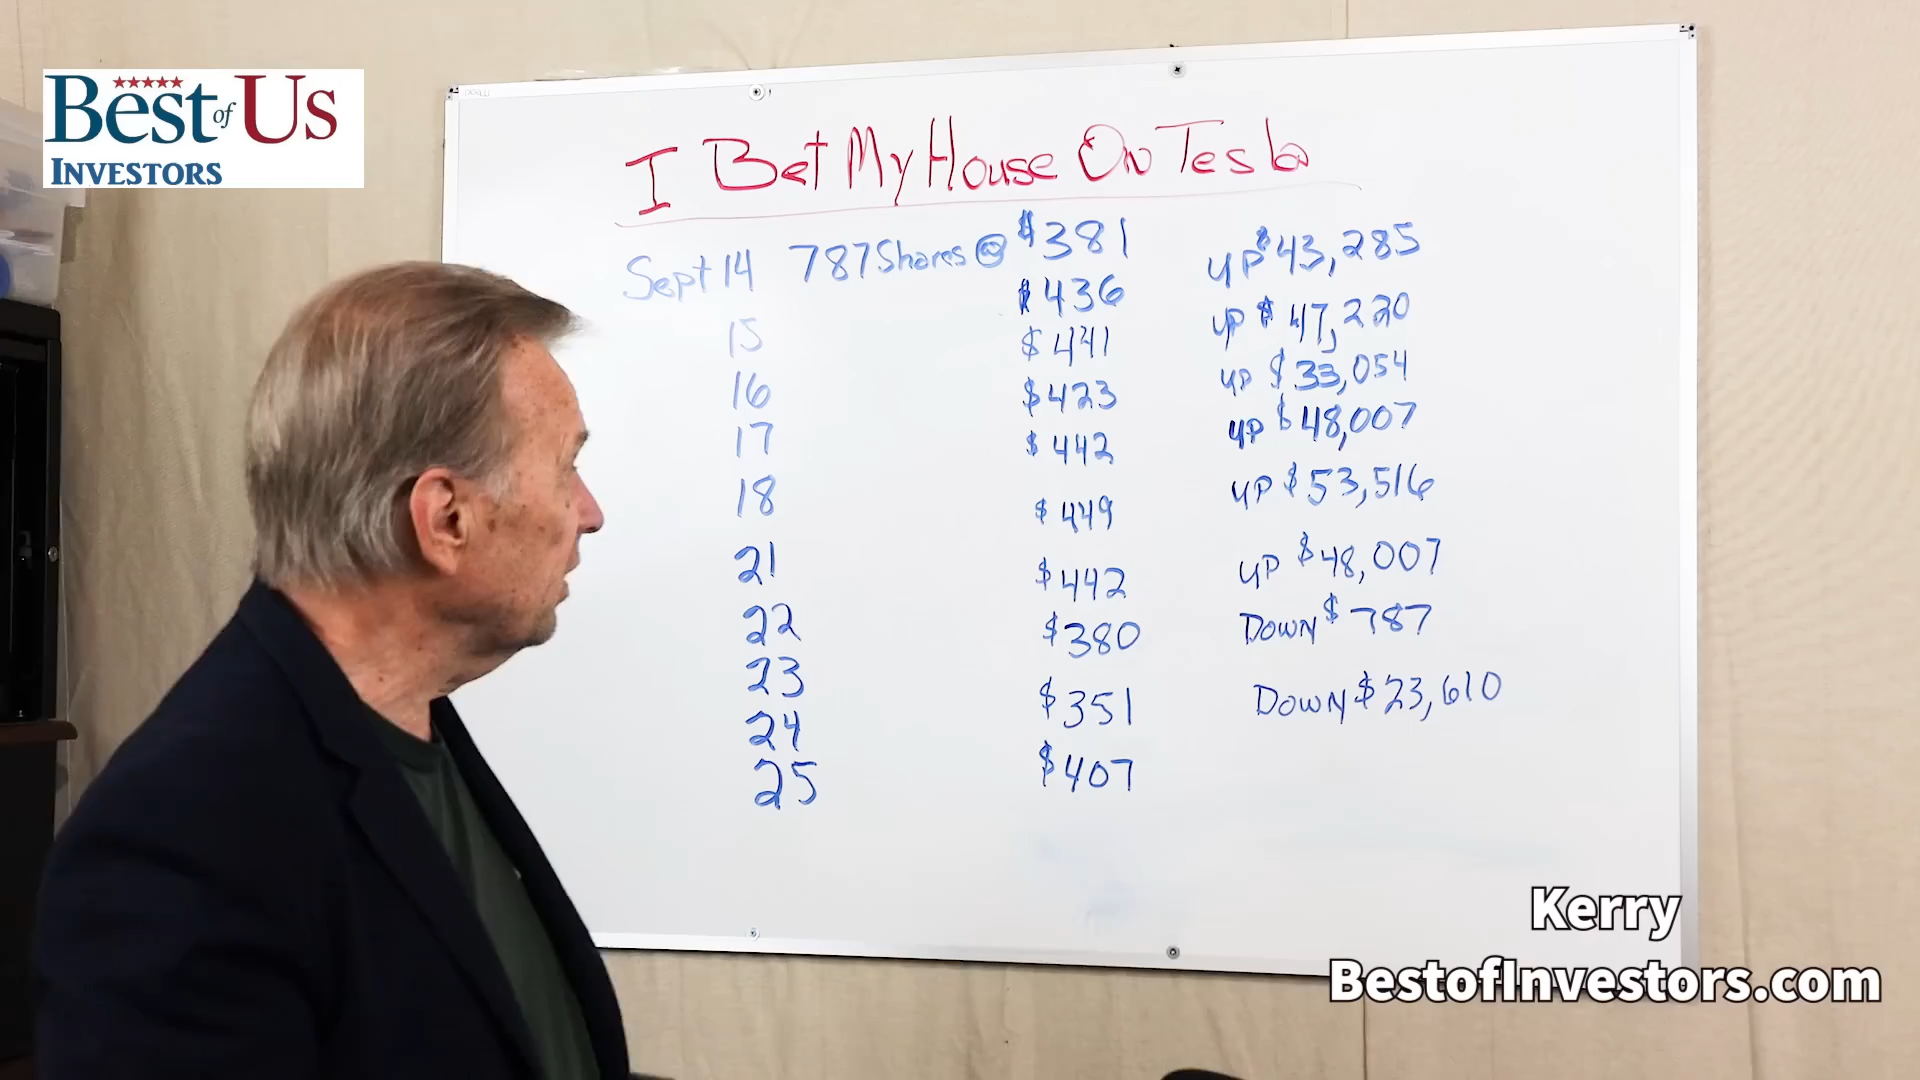 Best of Us
INVESTORS
I Bet My House On Tesla
Sept 14 787 Shares @ $381
$436 up $43,285
15 $441 up $47,220
16 $423 up $33,054
17 $442 up $48,007
18 $449 up $53,516
21 $442 up $48,007
22 $380 Down $787
23 $351 Down $23,610
24 $407
25
Kerry
BestofInvestors.com